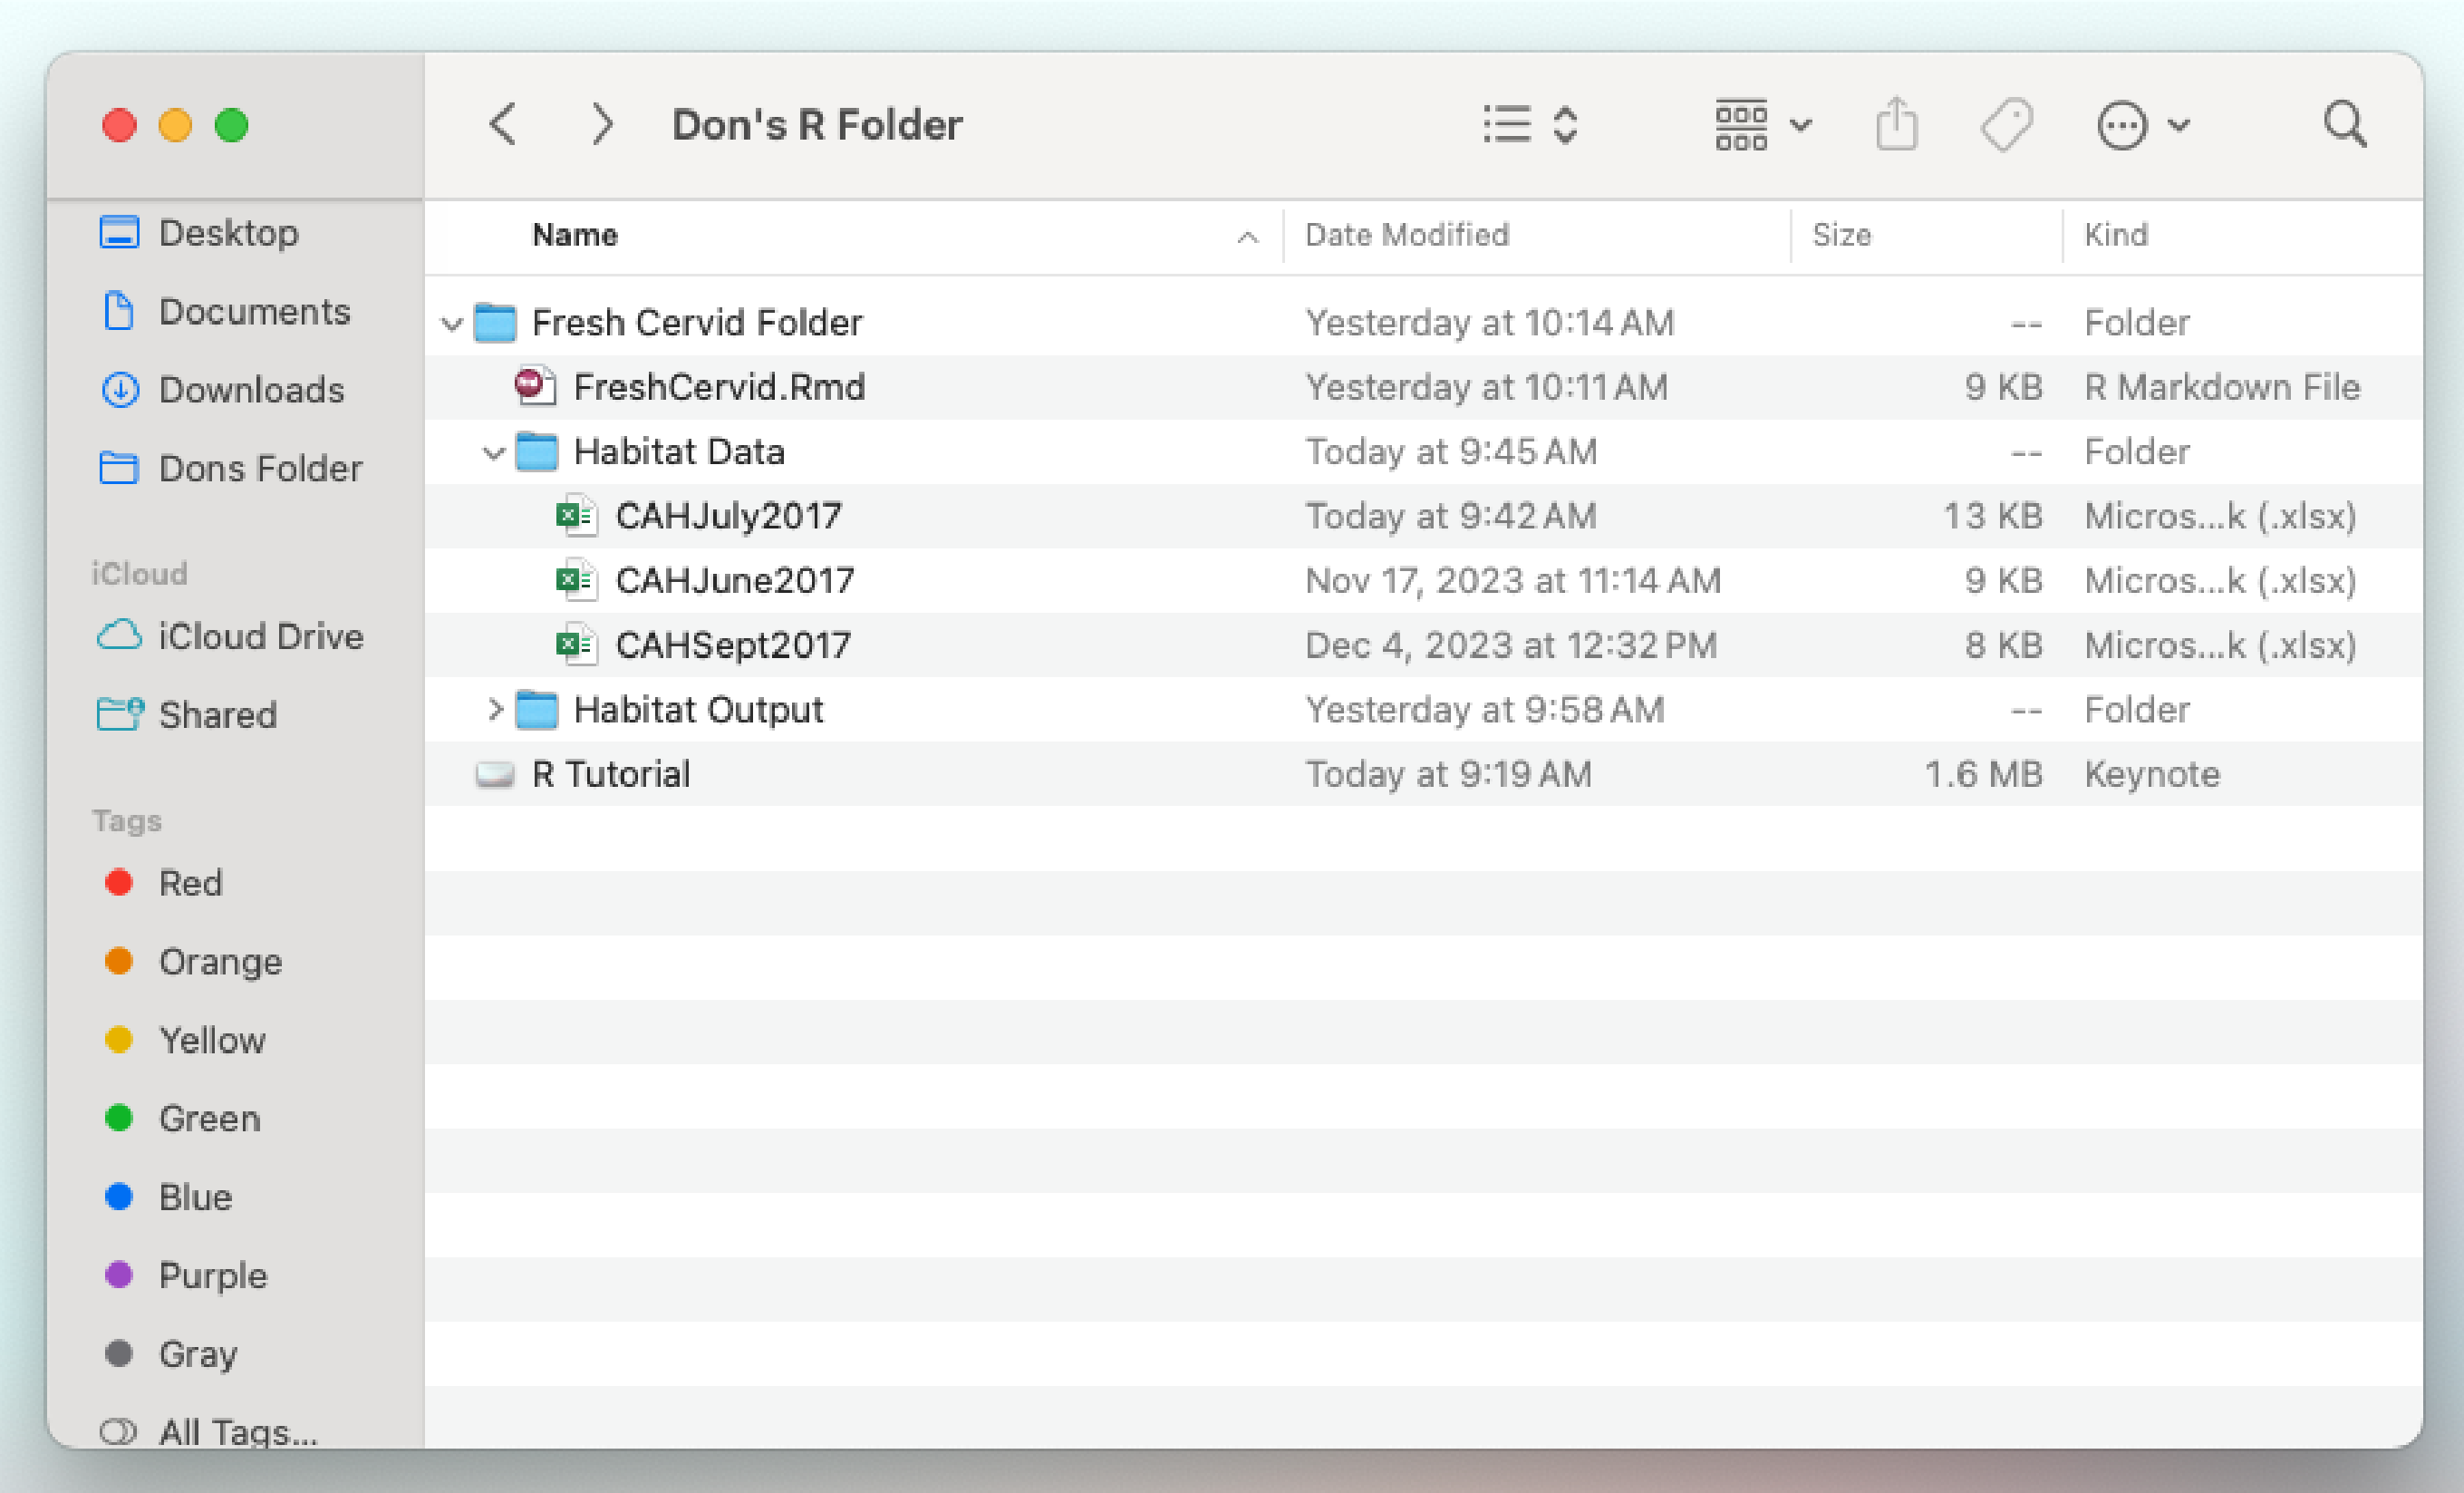 Don's R Folder
Desktop
Documents
Downloads
Dons Folder
iCloud
iCloud Drive
Shared
Tags
Red
Orange
Yellow
Green
Blue
Purple
Gray
All Tags...
Name Date Modified Size Kind
Fresh Cervid Folder Yesterday at 10:14 AM -- Folder
FreshCervid.Rmd Yesterday at 10:11 AM 9 KB R Markdown File
Habitat Data Today at 9:45 AM -- Folder
CAHJuly2017 Today at 9:42 AM 13 KB Micros...k (.xlsx)
CAHJune2017 Nov 17, 2023 at 11:14 AM 9 KB Micros...k (.xlsx)
CAHSept2017 Dec 4, 2023 at 12:32 PM 8 KB Micros...k (.xlsx)
Habitat Output Yesterday at 9:58 AM -- Folder
R Tutorial Today at 9:19 AM 1.6 MB Keynote